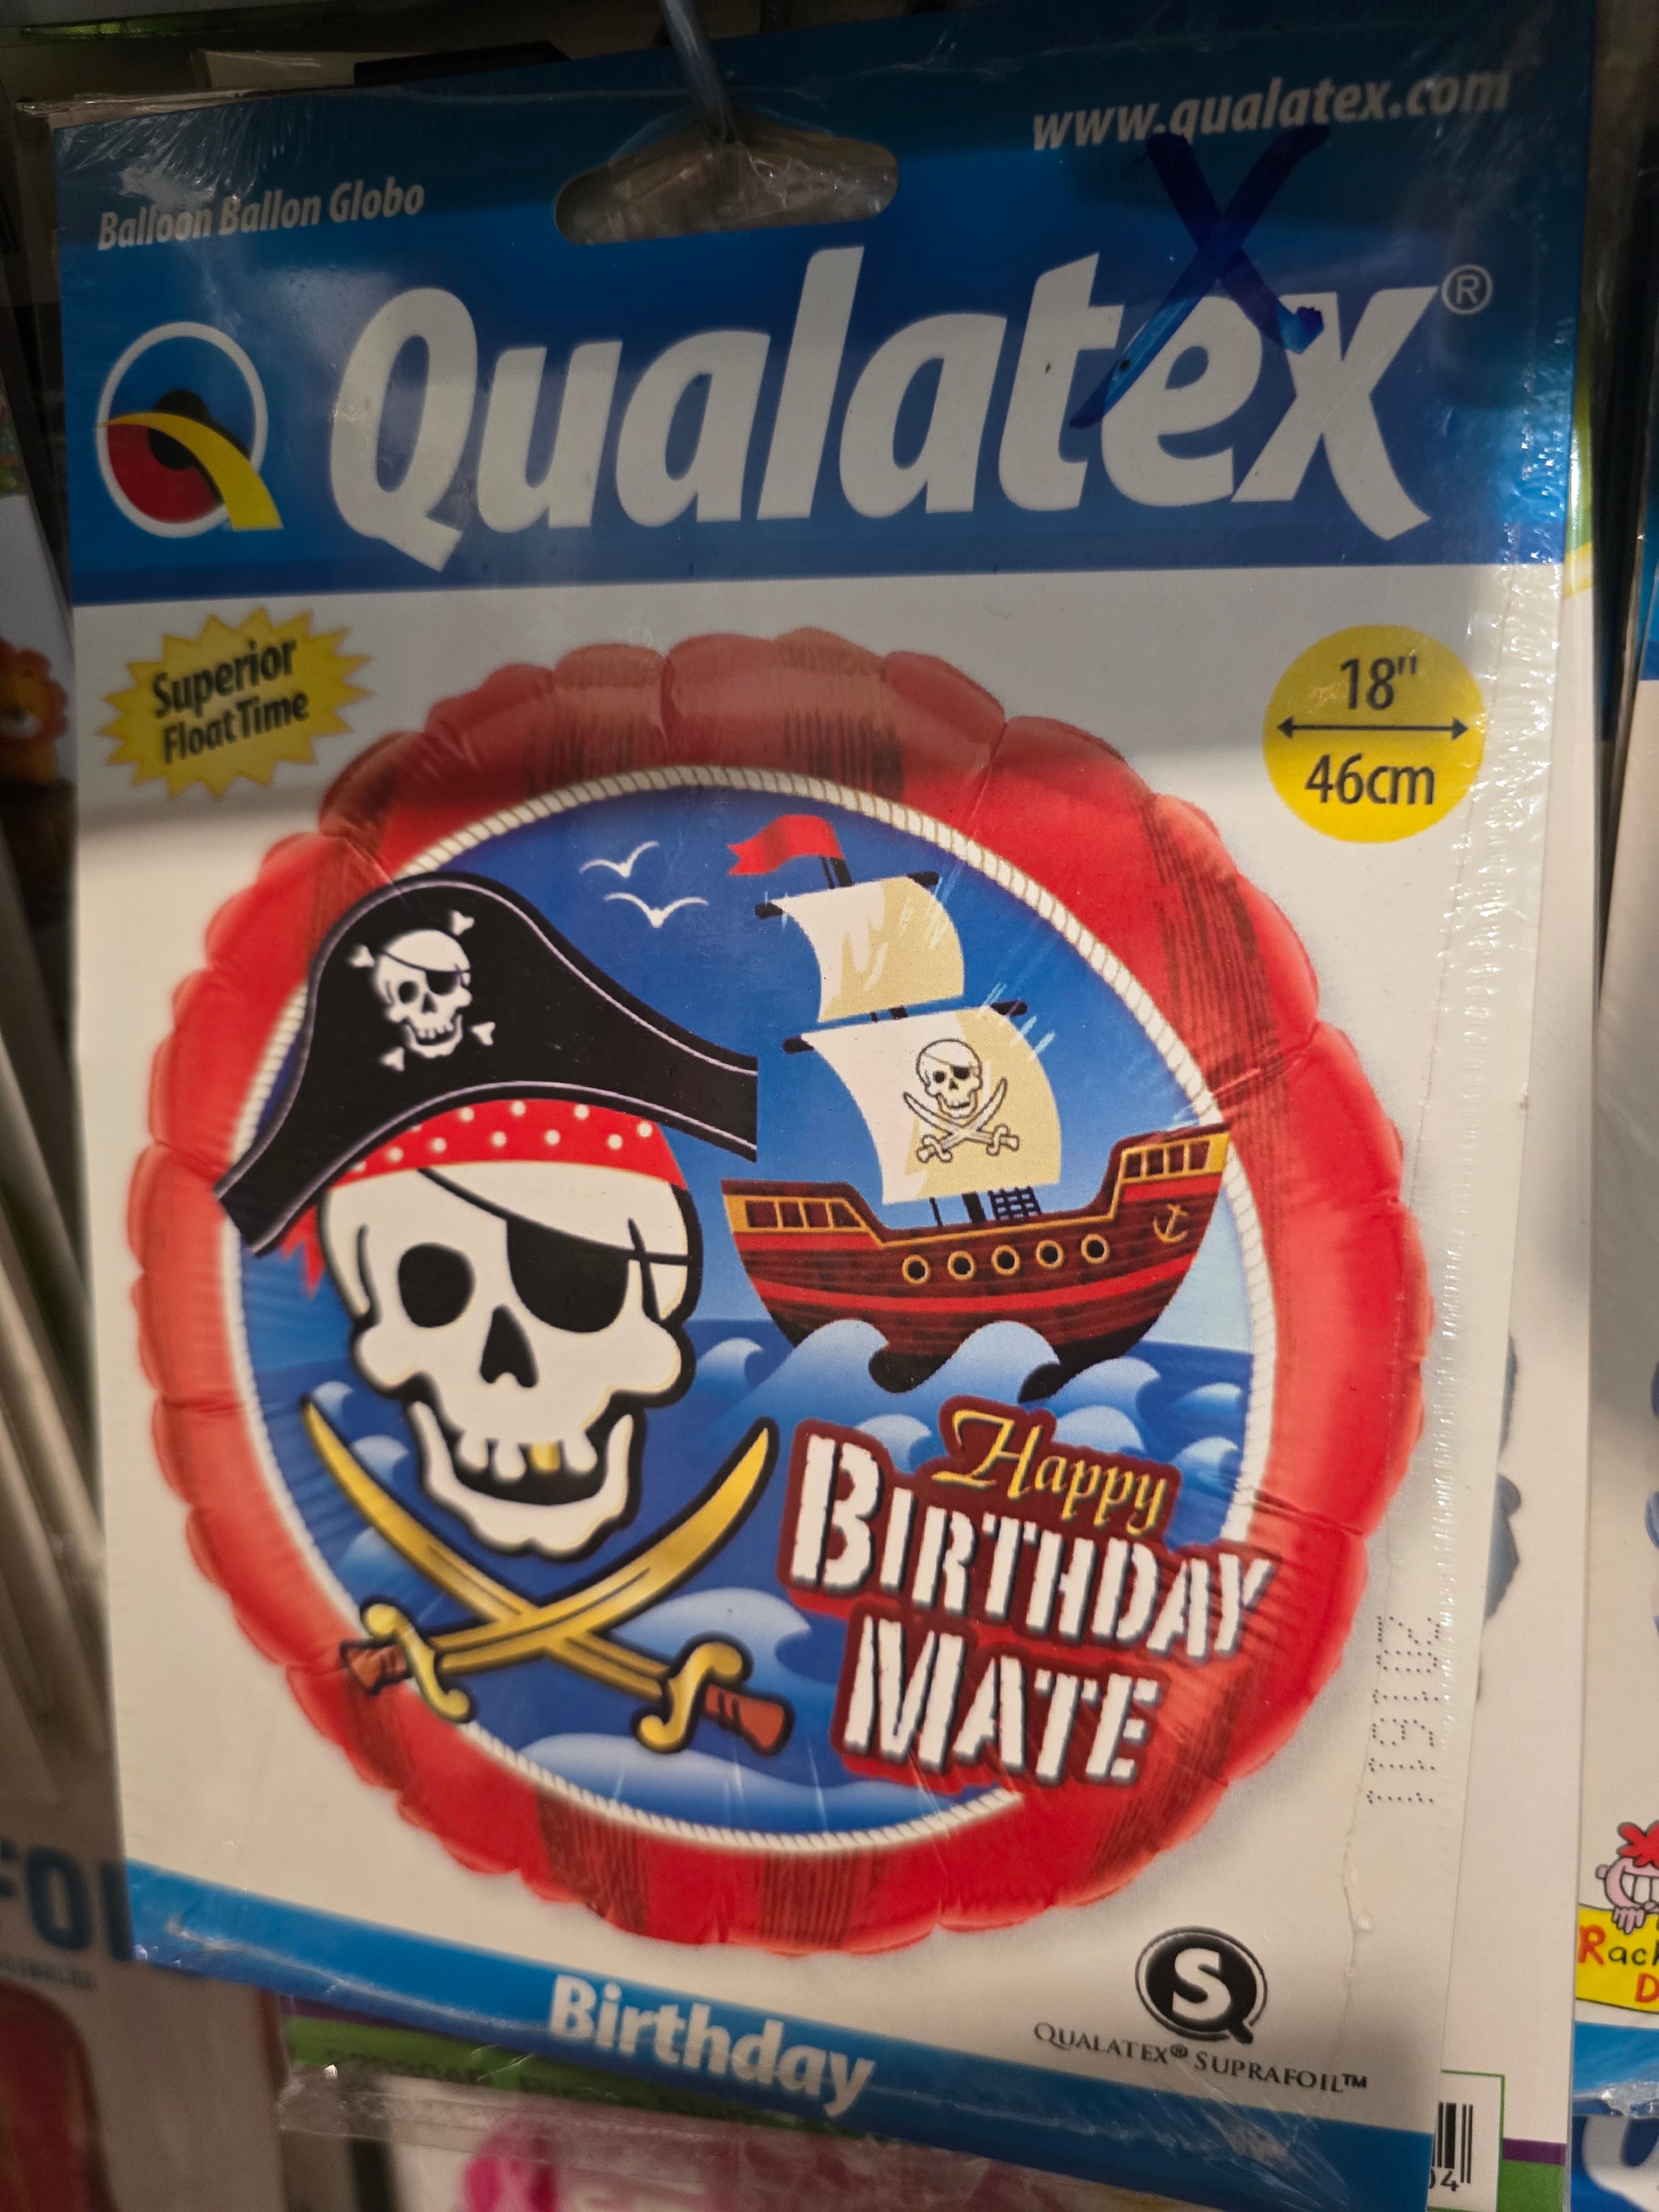 www.qualatex.com
Balloon Ballon Globo
X
Qualatex®
Superior
Float Time
18"
46cm
Happy
BIRTHDAY
MATE
Birthday
S
QUALATEX® SUPRAFOIL™